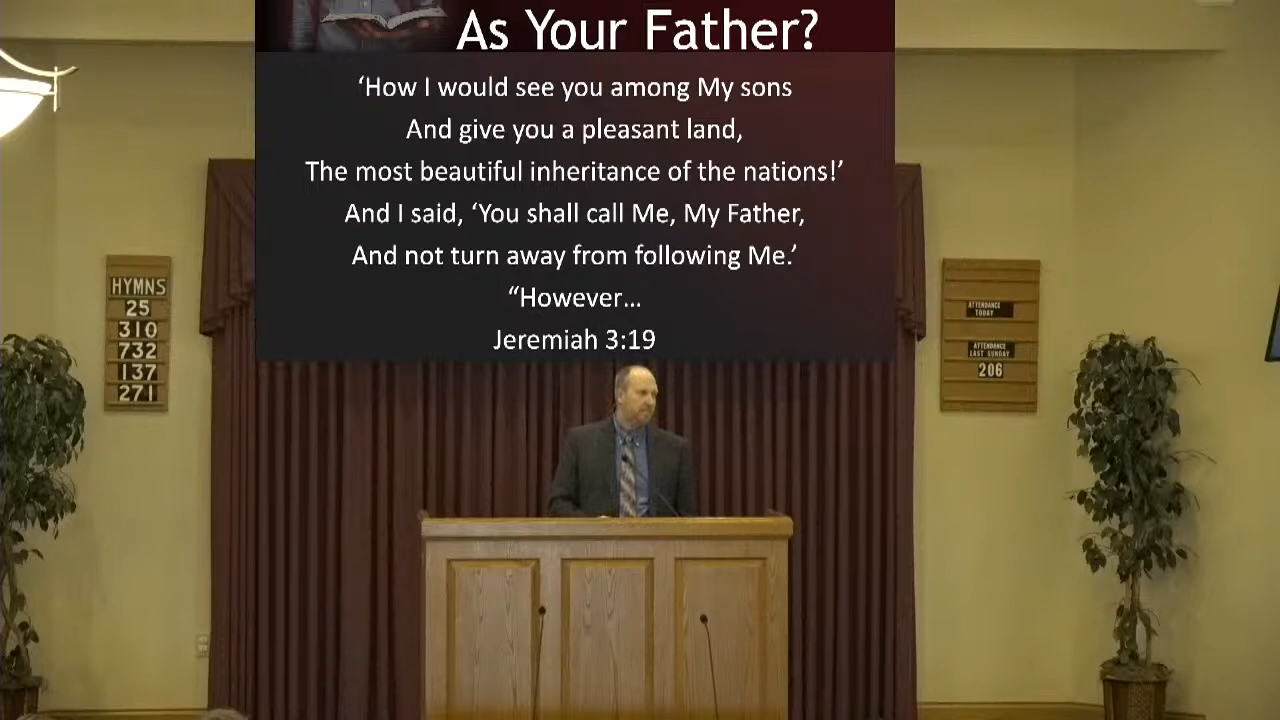 As Your Father?
‘How I would see you among My sons
And give you a pleasant land,
The most beautiful inheritance of the nations!’
And I said, ‘You shall call Me, My Father,
And not turn away from following Me.’
“However…
Jeremiah 3:19
HYMNS
25
310
732
137
271
ATTENDANCE
TODAY
ATTENDANCE
LAST SUNDAY
206